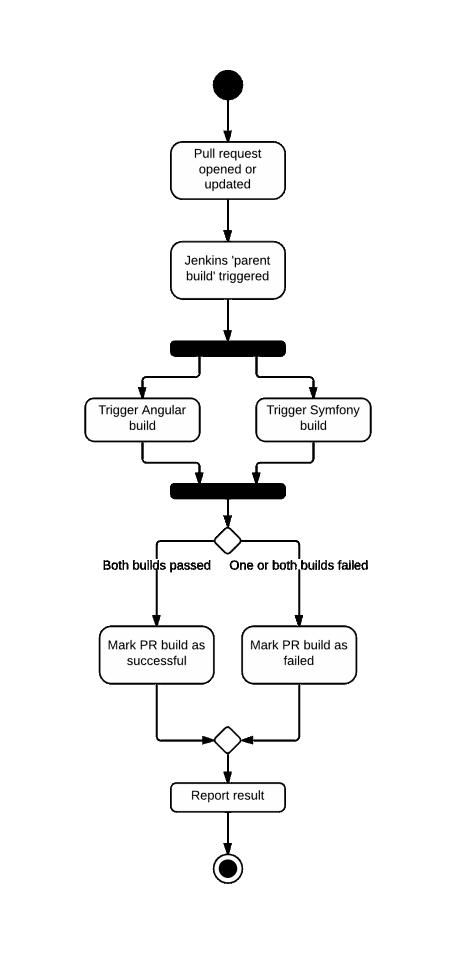 Pull request
opened or
updated
Jenkins 'parent
build' triggered
Trigger Angular
build
Trigger Symfony
build
Both builds passed
One or both builds failed
Mark PR build as
successful
Mark PR build as
failed
Report result